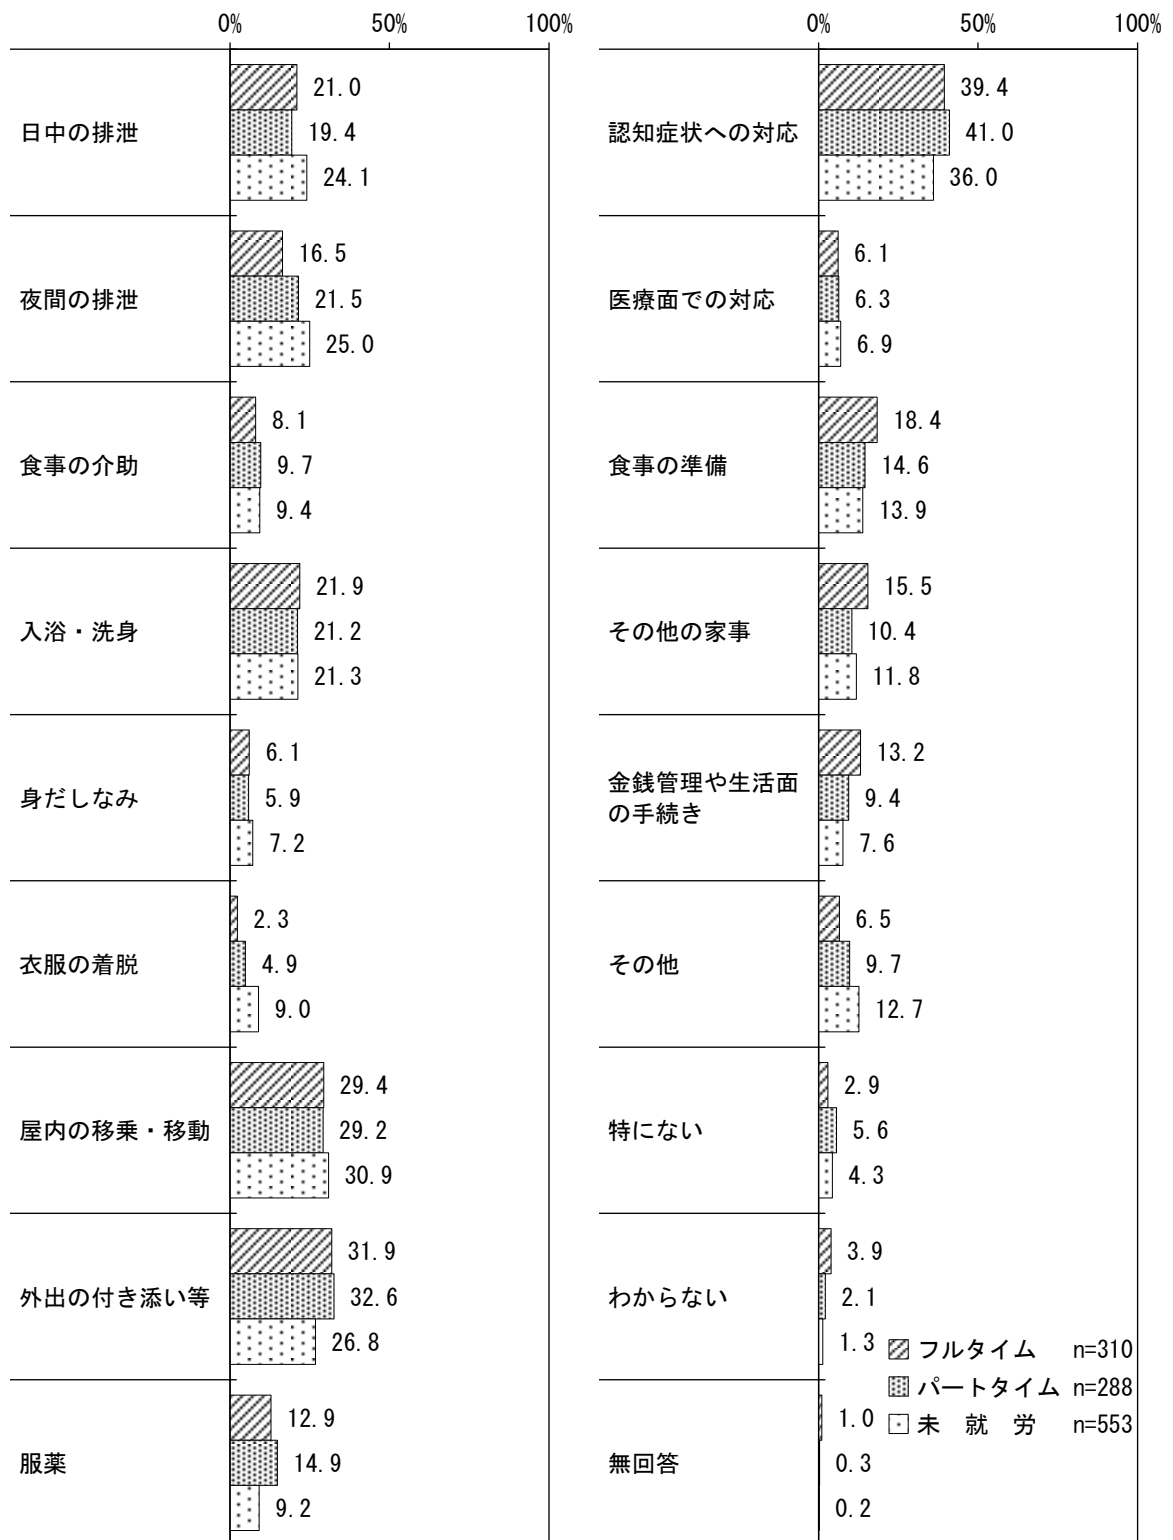 0% 50% 100%
日中の排泄
21.0
19.4
24.1
夜間の排泄
16.5
21.5
25.0
食事の介助
8.1
9.7
9.4
入浴・洗身
21.9
21.2
21.3
身だしなみ
6.1
5.9
7.2
衣服の着脱
2.3
4.9
9.0
屋内の移乗・移動
29.4
29.2
30.9
外出の付き添い等
31.9
32.6
26.8
服薬
12.9
14.9
9.2
0% 50% 100%
認知症状への対応
39.4
41.0
36.0
医療面での対応
6.1
6.3
6.9
食事の準備
18.4
14.6
13.9
その他の家事
15.5
10.4
11.8
金銭管理や生活面
の手続き
13.2
9.4
7.6
その他
6.5
9.7
12.7
特にない
2.9
5.6
4.3
わからない
3.9
2.1
1.3
無回答
1.0
0.3
0.2
フルタイム n=310
パートタイム n=288
未 就 労 n=553